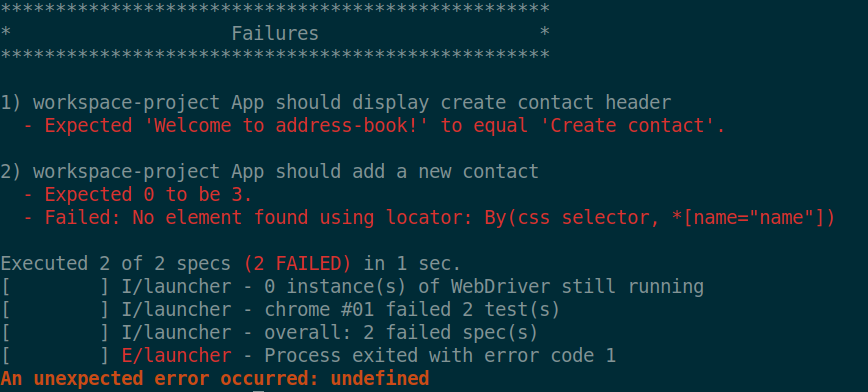 **************************************************
*                    Failures                    *
**************************************************
1) workspace-project App should display create contact header
- Expected 'Welcome to address-book!' to equal 'Create contact'.
2) workspace-project App should add a new contact
- Expected 0 to be 3.
- Failed: No element found using locator: By(css selector, *[name="name"])
Executed 2 of 2 specs (2 FAILED) in 1 sec.
[        ] I/launcher - 0 instance(s) of WebDriver still running
[        ] I/launcher - chrome #01 failed 2 test(s)
[        ] I/launcher - overall: 2 failed spec(s)
[        ] E/launcher - Process exited with error code 1
An unexpected error occurred: undefined